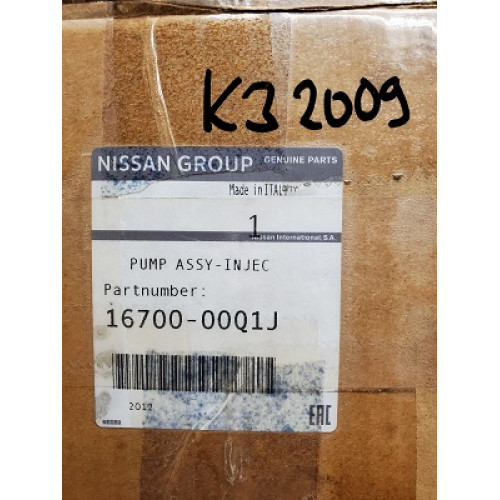 K3 2009
NISSAN GROUP GENUINE PARTS
Made in ITALY
1
Nissan International S.A.
PUMP ASSY-INJEC
Partnumber:
16700-00Q1J
2012
EAC